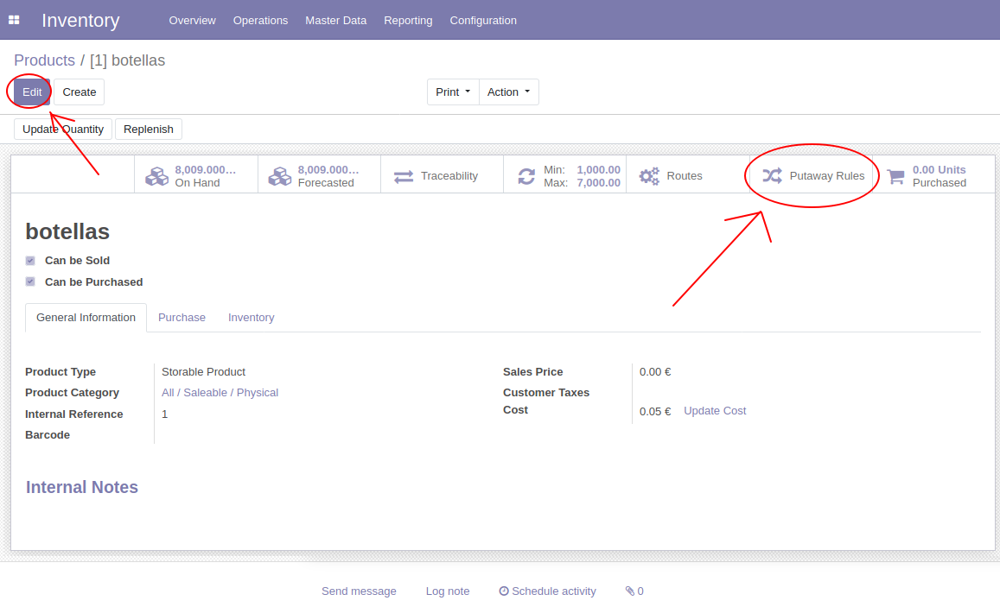 Inventory Overview Operations Master Data Reporting Configuration
Products / [1] botellas
Edit Create Print Action
Update Quantity Replenish
8,009.000… On Hand
8,009.000… Forecasted
Traceability
Min: 1,000.00
Max: 7,000.00
Routes
Putaway Rules
0.00 Units
Purchased
botellas
Can be Sold
Can be Purchased
General Information Purchase Inventory
Product Type Storable Product
Product Category All / Saleable / Physical
Internal Reference 1
Barcode
Sales Price 0.00 €
Customer Taxes
Cost 0.05 € Update Cost
Internal Notes
Send message Log note Schedule activity 0